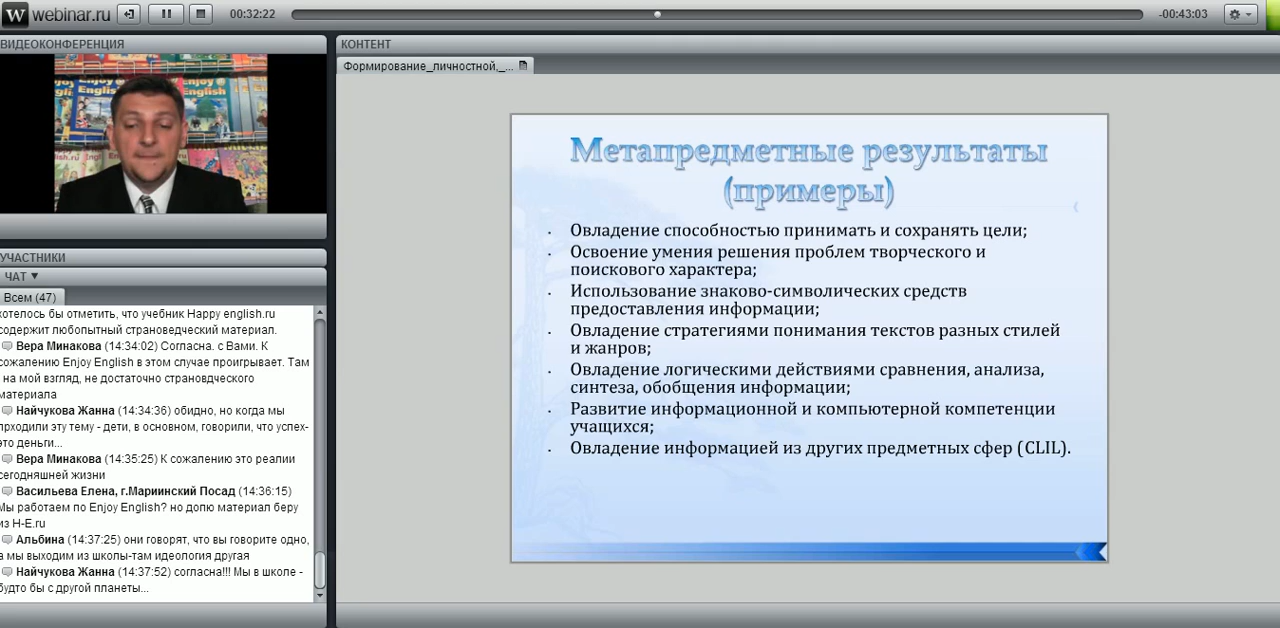 W webinar.ru 00:32:22 -00:43:03
ВИДЕОКОНФЕРЕНЦИЯ
КОНТЕНТ
Формирование_личностной,_...
Enjoy English
English
УЧАСТНИКИ
ЧАТ
Всем (47)
хотелось бы отметить, что учебник Happy english.ru
содержит любопытный страноведческий материал.
Вера Минакова (14:34:02) Согласна. с Вами. К
сожалению Enjoy English в этом случае проигрывает. Там
на мой взгляд, не достаточно страновдческого
материала
Найчукова Жанна (14:34:36) обидно, но когда мы
прходили эту тему - дети, в основном, говорили, что успех-
это деньги...
Вера Минакова (14:35:25) К сожалению это реалии
сегодняшней жизни
Васильева Елена, г.Мариинский Посад (14:36:15)
Мы работаем по Enjoy English? но допю материал беру
из H-E.ru
Альбина (14:37:25) они говорят, что вы говорите одно,
а мы выходим из школы-там идеология другая
Найчукова Жанна (14:37:52) согласна!!! Мы в школе -
будто бы с другой планеты...
Метапредметные результаты
(примеры)
Овладение способностью принимать и сохранять цели;
Освоение умения решения проблем творческого и
поискового характера;
Использование знаково-символических средств
предоставления информации;
Овладение стратегиями понимания текстов разных стилей
и жанров;
Овладение логическими действиями сравнения, анализа,
синтеза, обобщения информации;
Развитие информационной и компьютерной компетенции
учащихся;
Овладение информацией из других предметных сфер (CLIL).